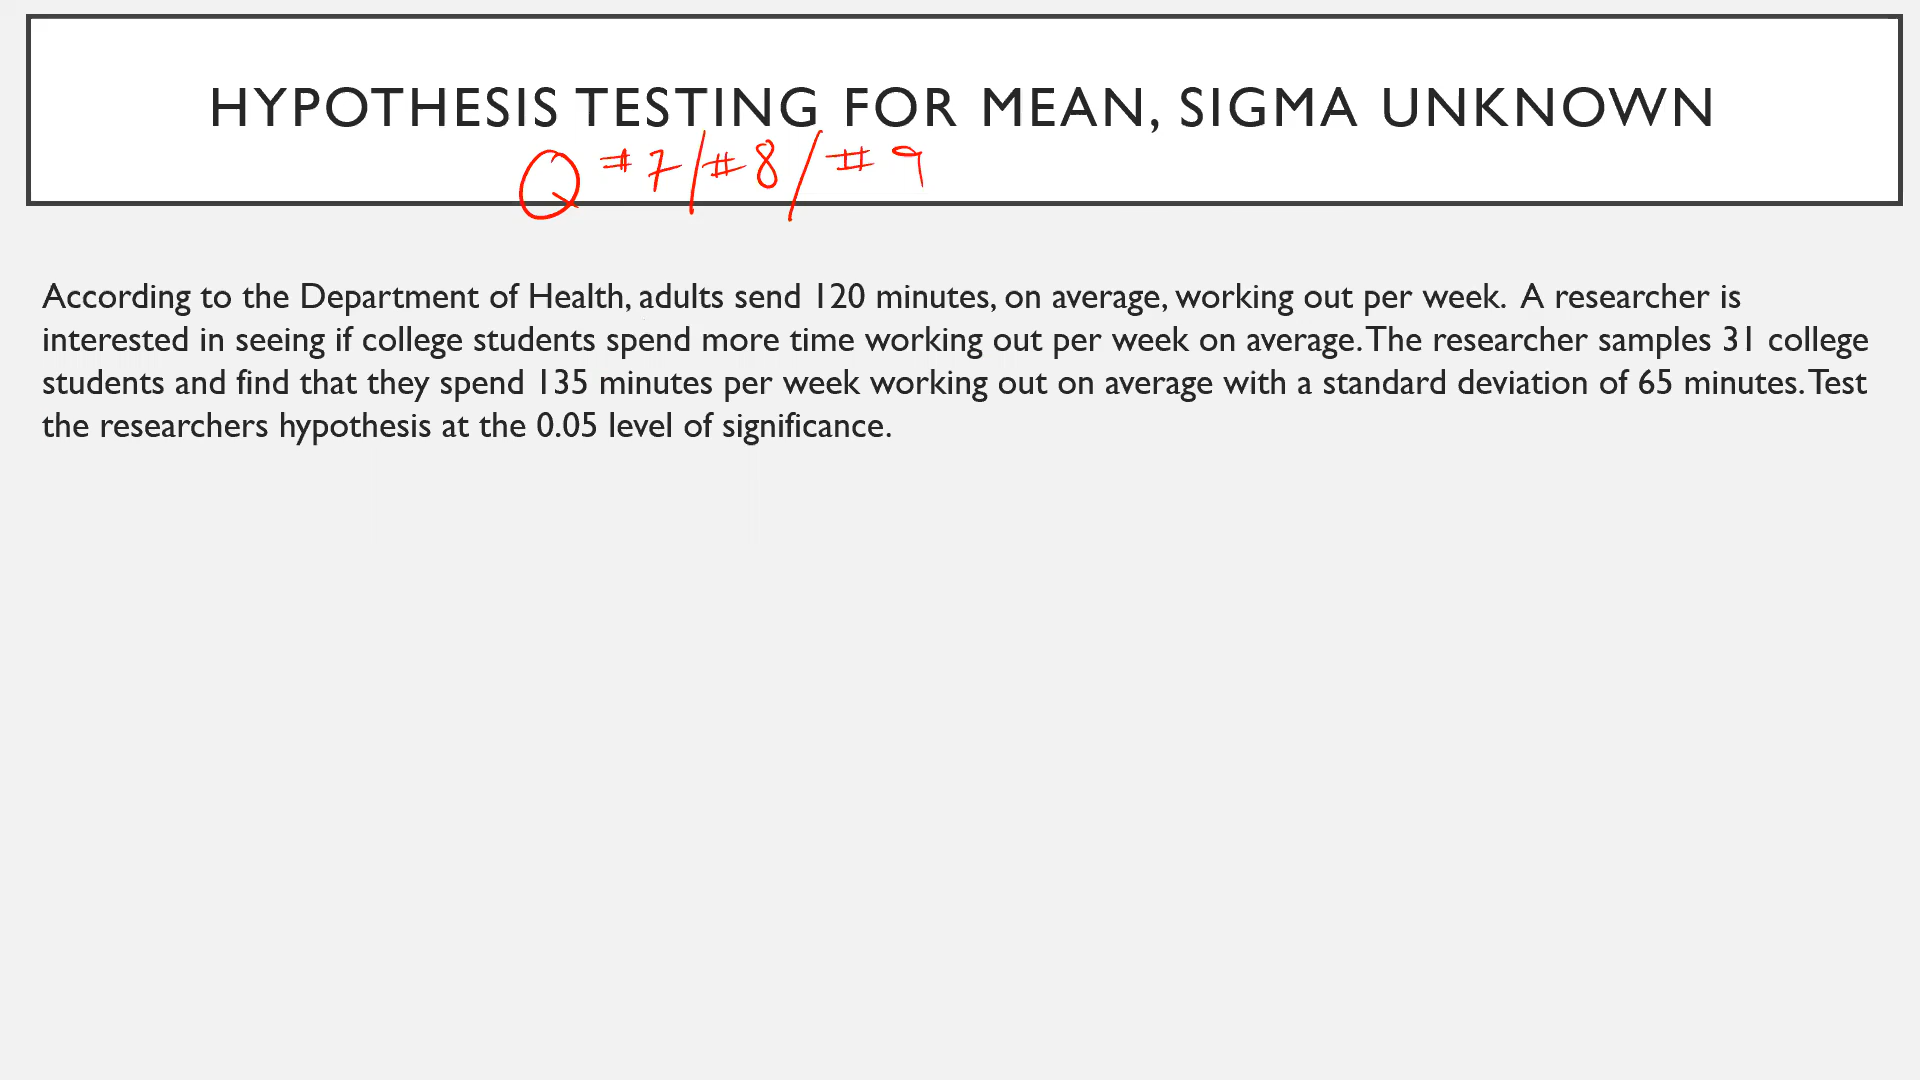 HYPOTHESIS TESTING FOR MEAN, SIGMA UNKNOWN
Q #7/#8/#9
According to the Department of Health, adults send 120 minutes, on average, working out per week. A researcher is
interested in seeing if college students spend more time working out per week on average. The researcher samples 31 college
students and find that they spend 135 minutes per week working out on average with a standard deviation of 65 minutes. Test
the researchers hypothesis at the 0.05 level of significance.